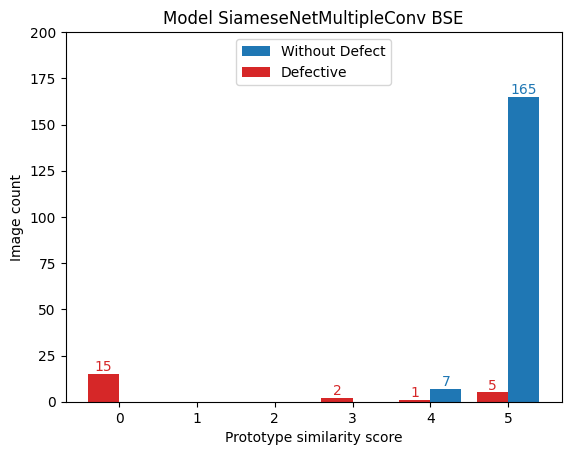 Model SiameseNetMultipleConv BSE
200
175
150
125
100
75
50
25
0
Image count
Without Defect
Defective
15
2
1
7
5
165
0 1 2 3 4 5
Prototype similarity score